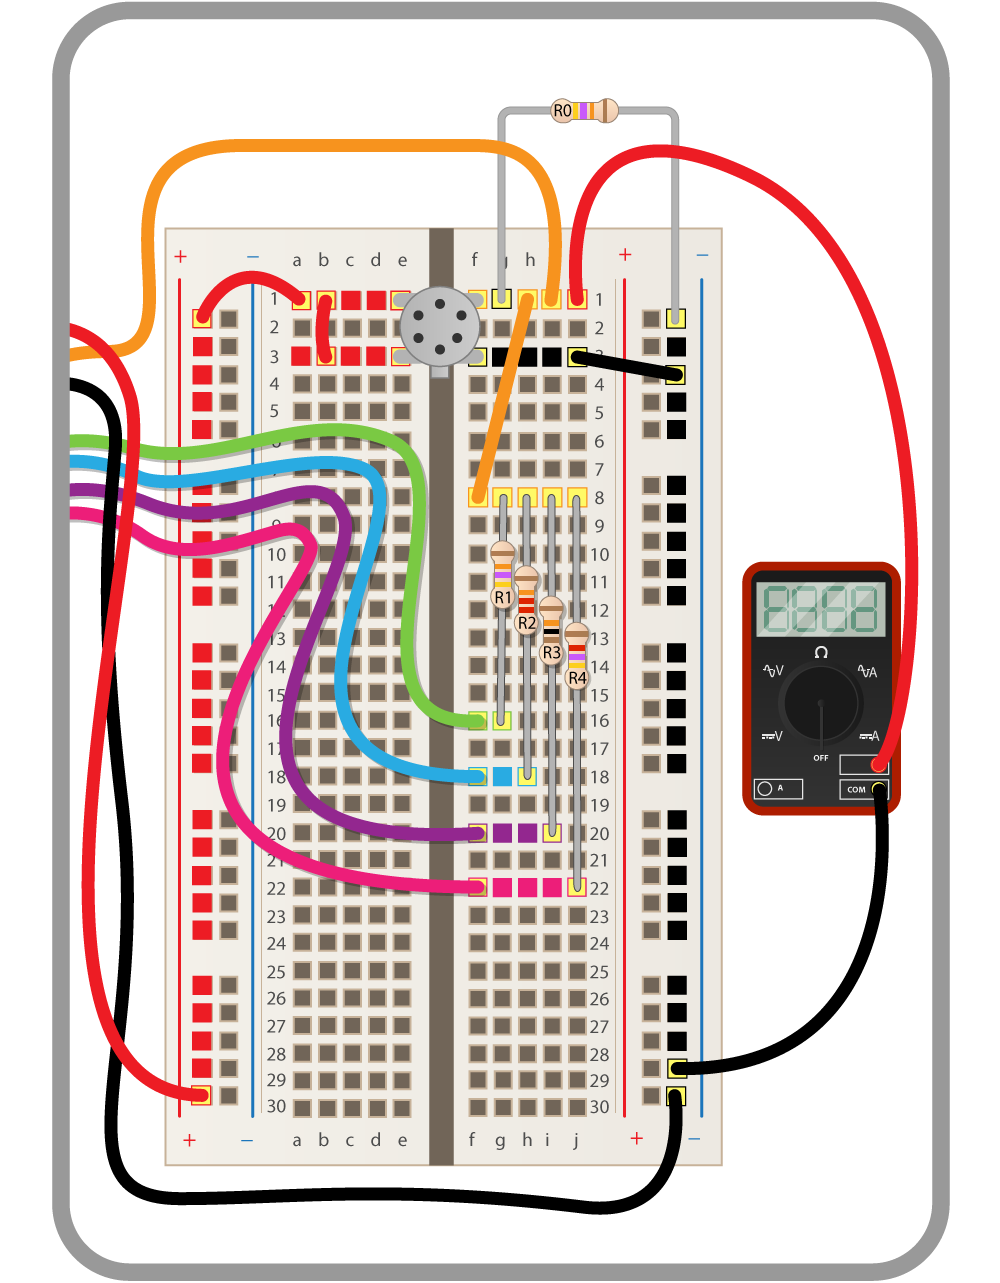 R0
+ − a b c d e f h + −
1 1
2 2
3 3
4 4
5 5
6 6
7
8
9 9
10 10
11 11
R1
12 12
R2
13 13
R3
14 14
R4
15 15
16 16
17 17
18 18
19 19
20 20
21 21
22 22
23 23
24 24
25 25
26 26
27 27
28 28
29 29
30 30
+ − a b c d e f g h i j + −
Ω
V A
V A
OFF
A COM